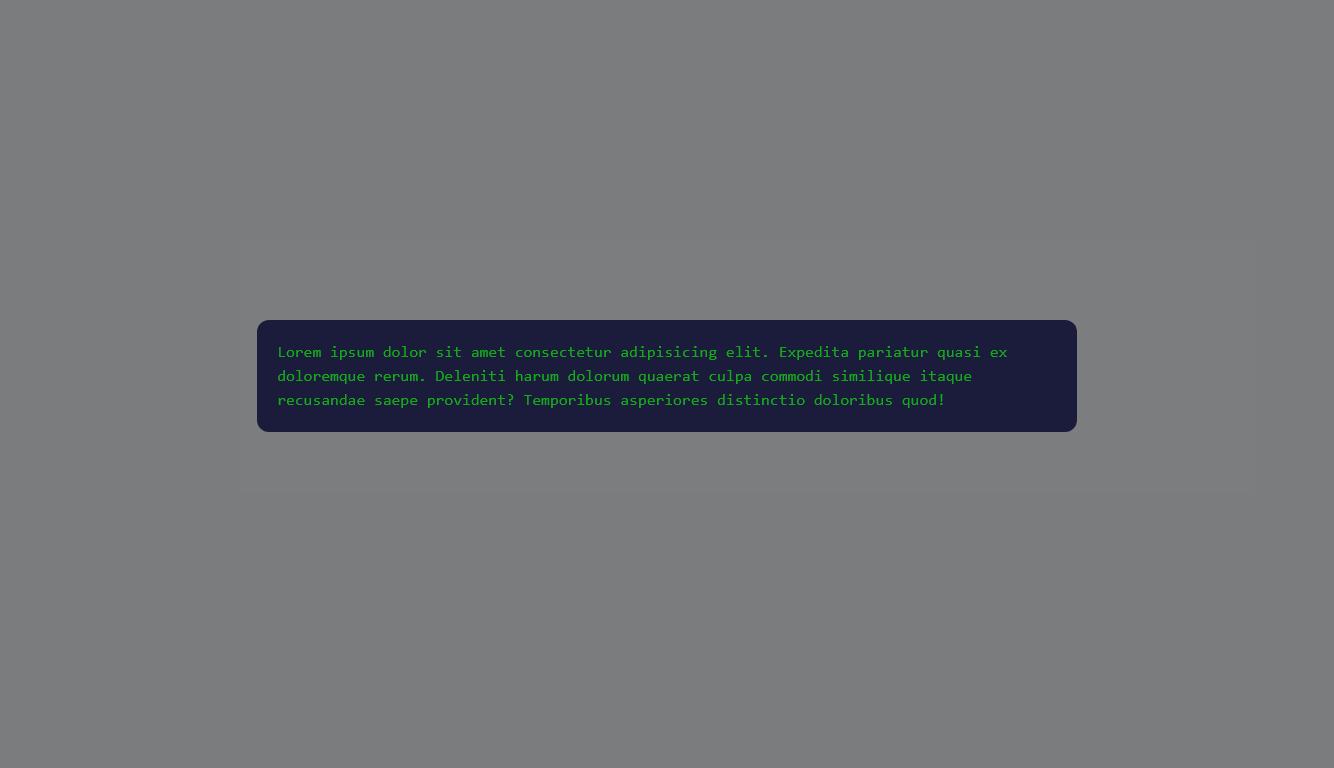 Lorem ipsum dolor sit amet consectetur adipisicing elit. Expedita pariatur quasi ex
doloremque rerum. Deleniti harum dolorum quaerat culpa commodi similique itaque
recusandae saepe provident? Temporibus asperiores distinctio doloribus quod!